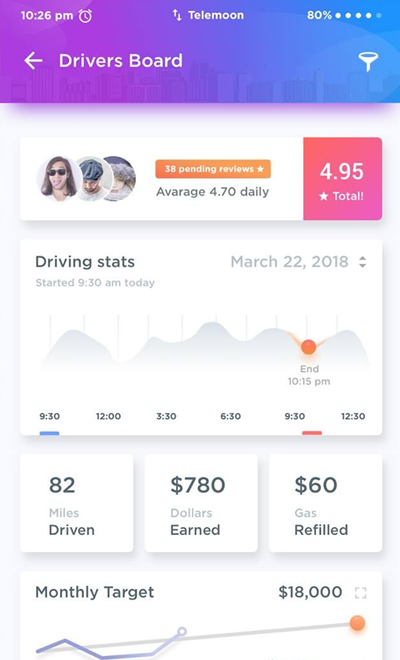 10:26 pm Telemoon 80%
Drivers Board
38 pending reviews ★
Avarage 4.70 daily
4.95
★ Total!
Driving stats March 22, 2018
Started 9:30 am today
End
10:15 pm
9:30 12:00 3:30 6:30 9:30 12:30
82 $780 $60
Miles Dollars Gas
Driven Earned Refilled
Monthly Target $18,000